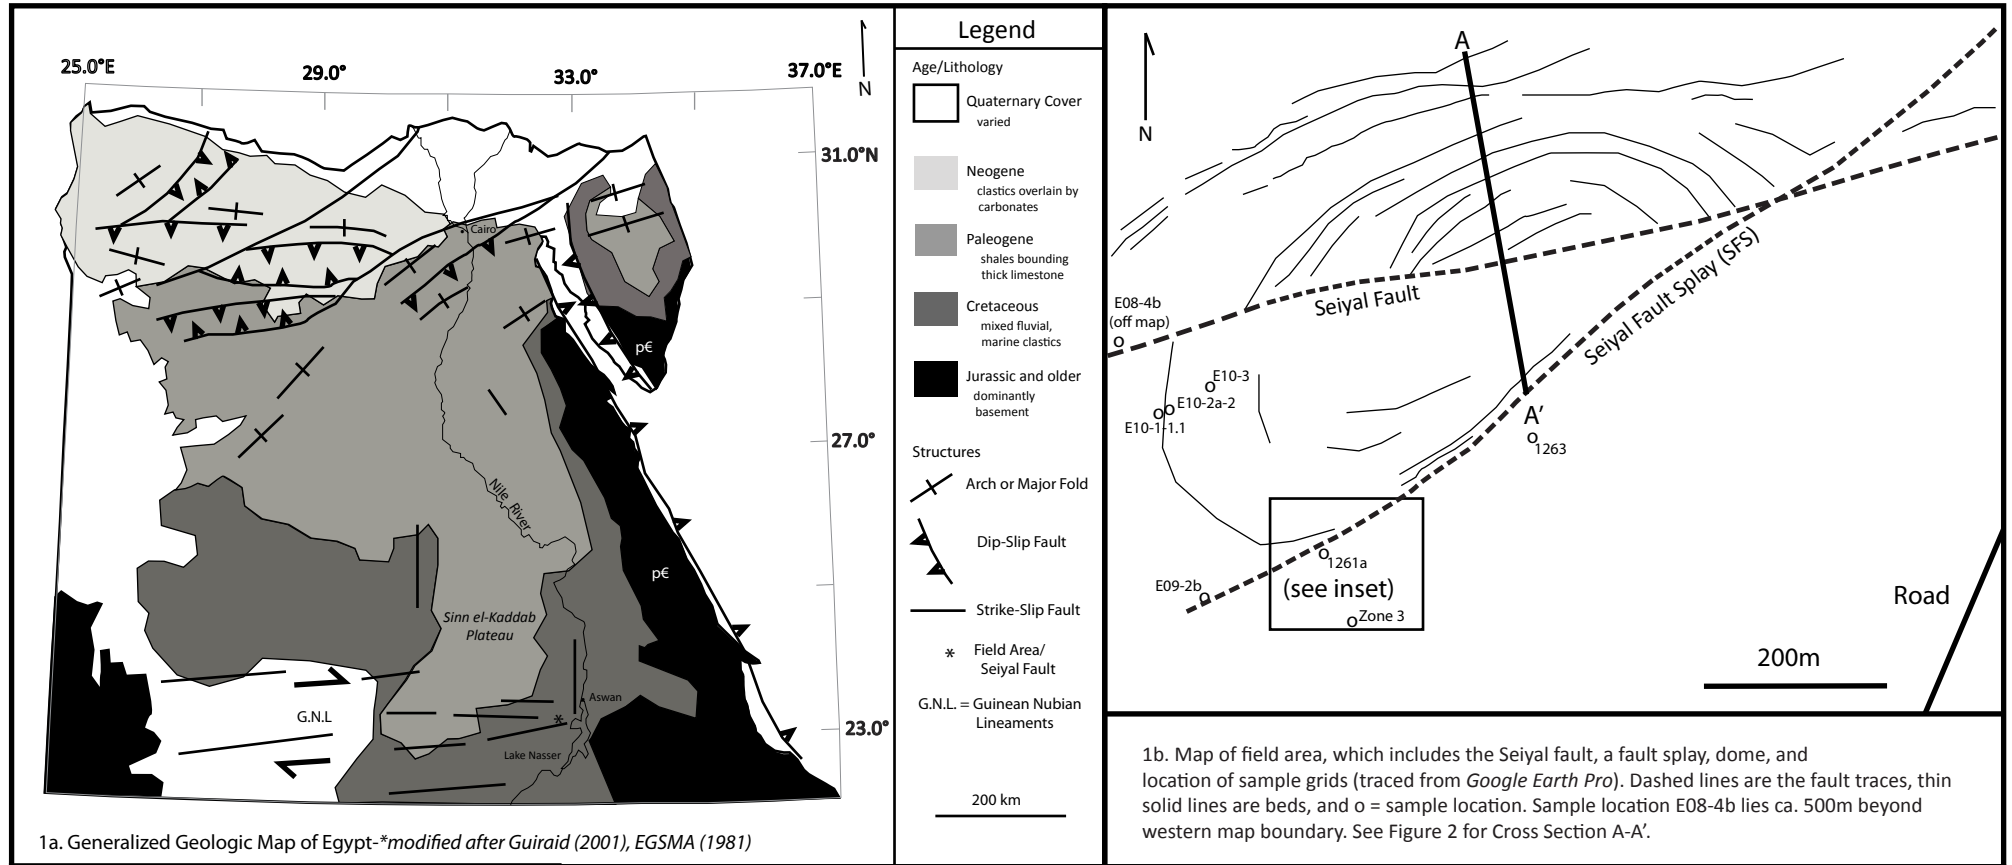 25.0°E
29.0°
33.0°
37.0°E
N
31.0°N
Cairo
p€
27.0°
Nile River
p€
Sinn el-Kaddab
Plateau
Aswan
*
G.N.L
23.0°
Lake Nasser
1a. Generalized Geologic Map of Egypt-*modified after Guiraid (2001), EGSMA (1981)
Legend
Age/Lithology
Quaternary Cover
varied
Neogene
clastics overlain by
carbonates
Paleogene
shales bounding
thick limestone
Cretaceous
mixed fluvial,
marine clastics
Jurassic and older
dominantly
basement
Structures
Arch or Major Fold
Dip-Slip Fault
Strike-Slip Fault
* Field Area/
Seiyal Fault
G.N.L. = Guinean Nubian
Lineaments
200 km
A
N
Seiyal Fault
Seiyal Fault Splay (SFS)
E08-4b
(off map)
E10-3
E10-2a-2
E10-1-1.1
A'
1263
1261a
(see inset)
E09-2b
Zone 3
Road
200m
1b. Map of field area, which includes the Seiyal fault, a fault splay, dome, and
location of sample grids (traced from Google Earth Pro). Dashed lines are the fault traces, thin
solid lines are beds, and o = sample location. Sample location E08-4b lies ca. 500m beyond
western map boundary. See Figure 2 for Cross Section A-A'.